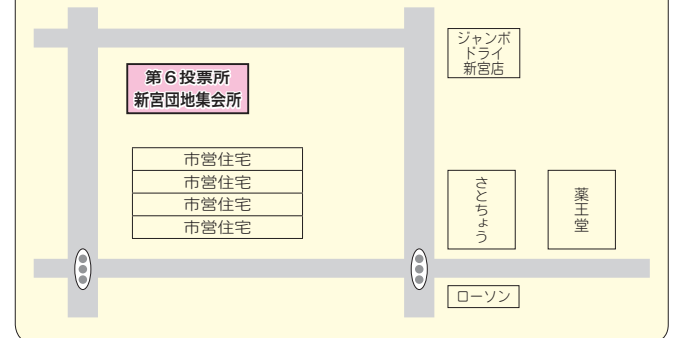 ジャンボ
ドライ
新宮店
第6投票所
新宮団地集会所
市営住宅
市営住宅
市営住宅
市営住宅
さとちょう
薬王堂
ローソン